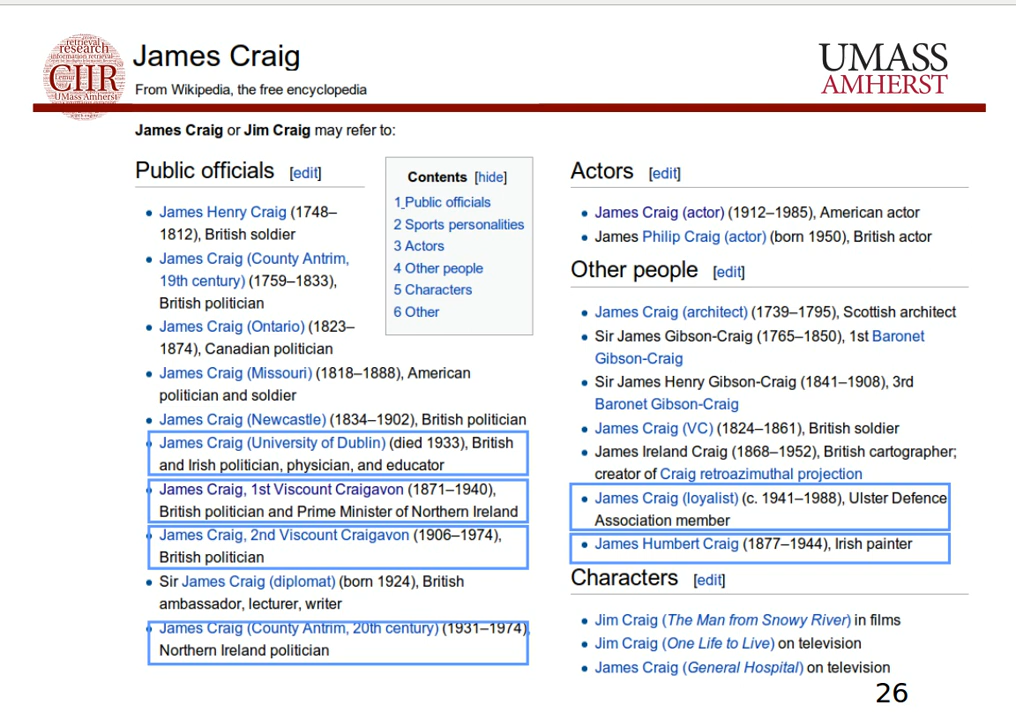 retrieval
research
information retrieval
CIIR
UMass Amherst
James Craig
From Wikipedia, the free encyclopedia
UMASS
AMHERST
James Craig or Jim Craig may refer to:
Public officials [edit]
James Henry Craig (1748–
1812), British soldier
James Craig (County Antrim,
19th century) (1759–1833),
British politician
James Craig (Ontario) (1823–
1874), Canadian politician
James Craig (Missouri) (1818–1888), American
politician and soldier
James Craig (Newcastle) (1834–1902), British politician
James Craig (University of Dublin) (died 1933), British
and Irish politician, physician, and educator
James Craig, 1st Viscount Craigavon (1871–1940),
British politician and Prime Minister of Northern Ireland
James Craig, 2nd Viscount Craigavon (1906–1974),
British politician
Sir James Craig (diplomat) (born 1924), British
ambassador, lecturer, writer
James Craig (County Antrim, 20th century) (1931–1974),
Northern Ireland politician
Contents [hide]
1 Public officials
2 Sports personalities
3 Actors
4 Other people
5 Characters
6 Other
Actors [edit]
James Craig (actor) (1912–1985), American actor
James Philip Craig (actor) (born 1950), British actor
Other people [edit]
James Craig (architect) (1739–1795), Scottish architect
Sir James Gibson-Craig (1765–1850), 1st Baronet
Gibson-Craig
Sir James Henry Gibson-Craig (1841–1908), 3rd
Baronet Gibson-Craig
James Craig (VC) (1824–1861), British soldier
James Ireland Craig (1868–1952), British cartographer;
creator of Craig retroazimuthal projection
James Craig (loyalist) (c. 1941–1988), Ulster Defence
Association member
James Humbert Craig (1877–1944), Irish painter
Characters [edit]
Jim Craig (The Man from Snowy River) in films
Jim Craig (One Life to Live) on television
James Craig (General Hospital) on television
26